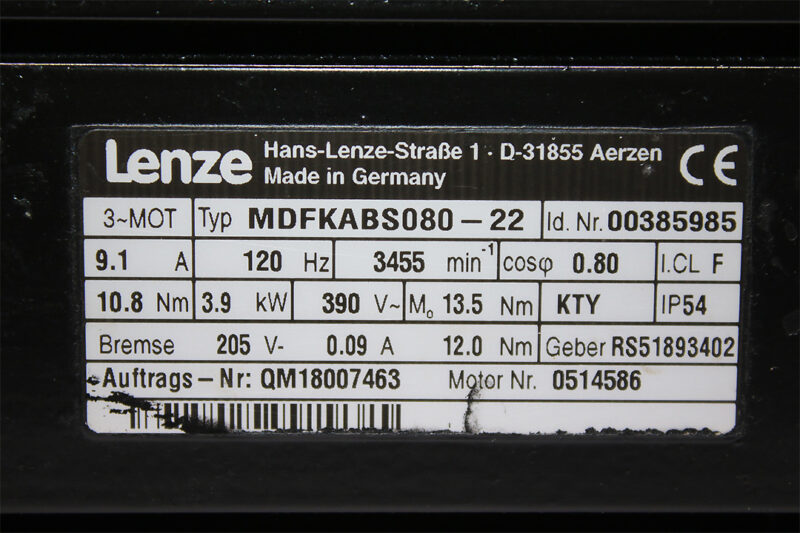 Lenze Hans-Lenze-Straße 1 · D-31855 Aerzen
Made in Germany CE
3~MOT Typ MDFKABS080-22 Id. Nr. 00385985
9.1 A 120 Hz 3455 min⁻¹ cosφ 0.80 I.CL F
10.8 Nm 3.9 kW 390 V~ M₀ 13.5 Nm KTY IP54
Bremse 205 V- 0.09 A 12.0 Nm Geber RS51893402
Auftrags-Nr: QM18007463 Motor Nr. 0514586